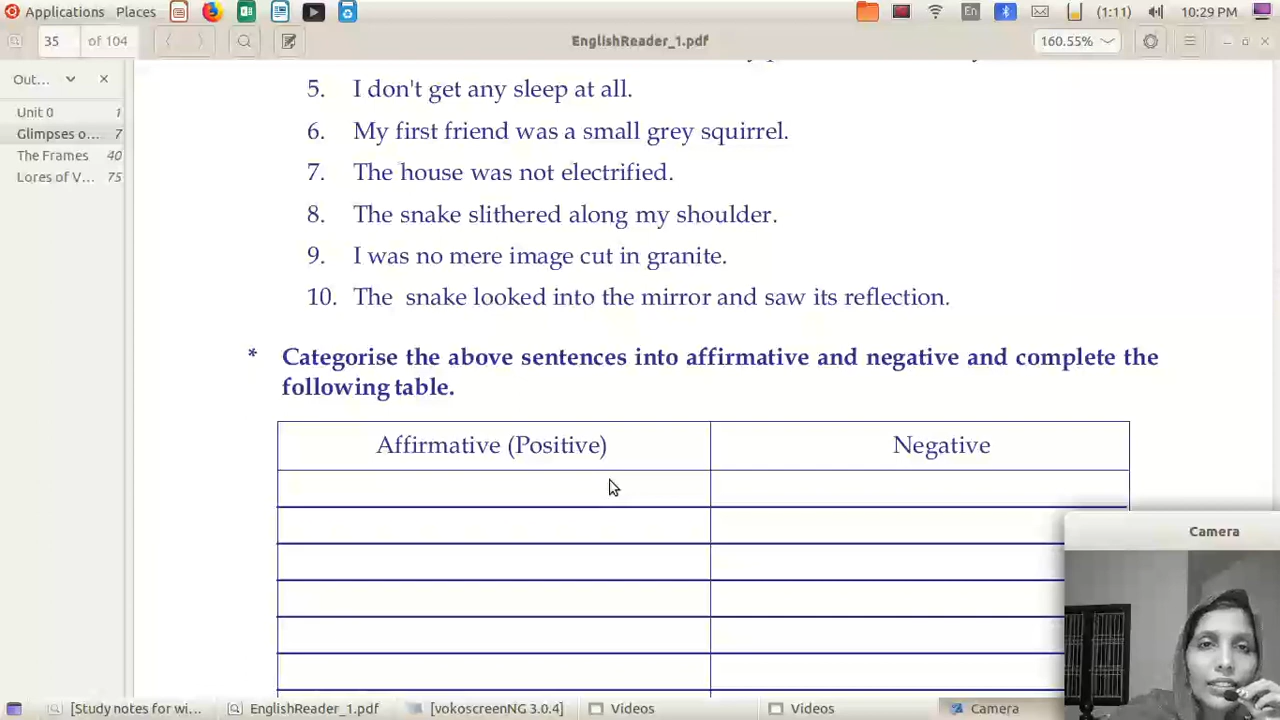 Applications Places En (1:11) 10:29 PM
35 of 104 EnglishReader_1.pdf 160.55%
Out...
Unit 0 1
Glimpses o... 7
The Frames 40
Lores of V... 75
5. I don't get any sleep at all.
6. My first friend was a small grey squirrel.
7. The house was not electrified.
8. The snake slithered along my shoulder.
9. I was no mere image cut in granite.
10. The snake looked into the mirror and saw its reflection.
* Categorise the above sentences into affirmative and negative and complete the
following table.
Affirmative (Positive) Negative
Camera
[Study notes for wi... EnglishReader_1.pdf [vokoscreenNG 3.0.4] Videos Videos Camera